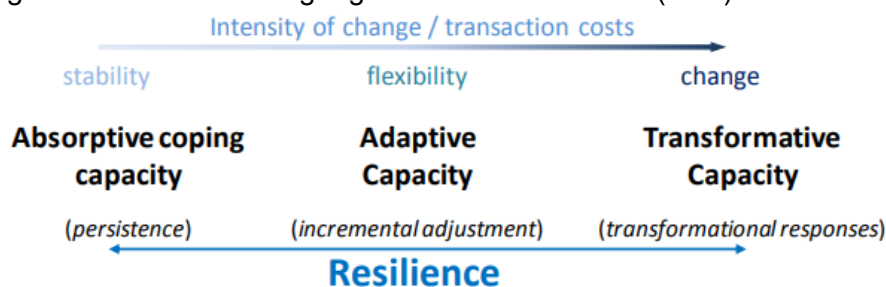 Intensity of change / transaction costs
stability flexibility change
Absorptive coping capacity Adaptive Capacity Transformative Capacity
(persistence) (incremental adjustment) (transformational responses)
Resilience